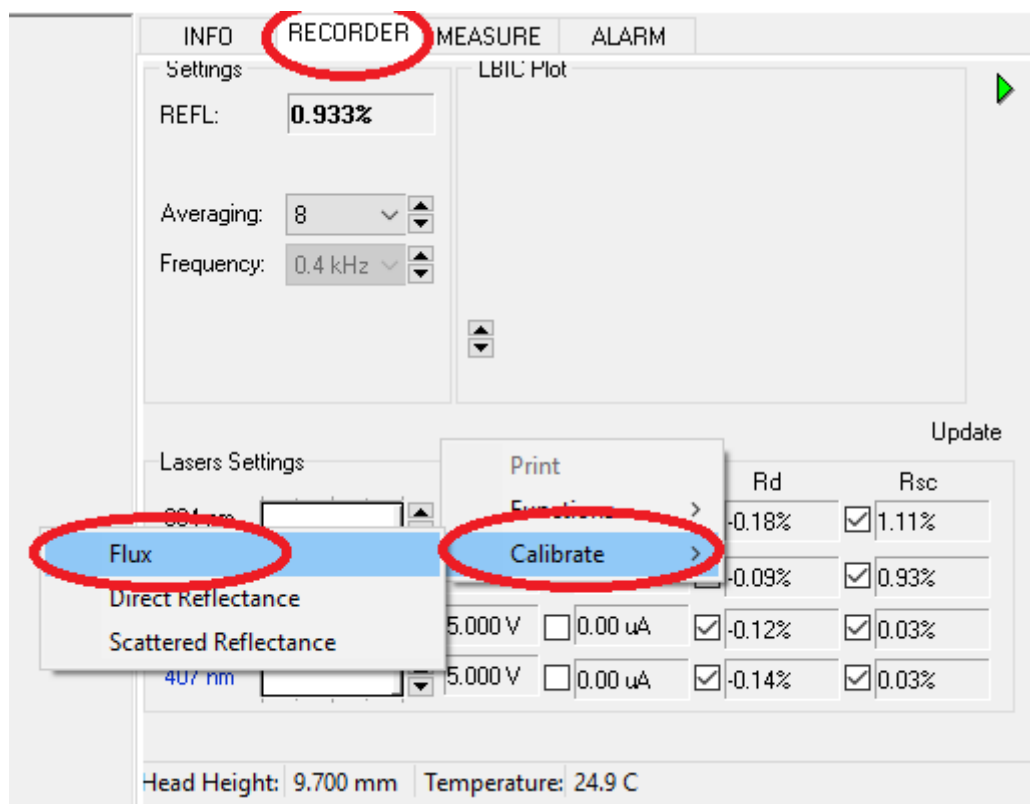 INFO RECORDER MEASURE ALARM
Settings LBIC Plot
REFL: 0.933%
Averaging: 8
Frequency: 0.4 kHz
Update
Lasers Settings
Print
Rd Rsc
Functions
-0.18% 1.11%
Flux
Calibrate
-0.09% 0.93%
Direct Reflectance
5.000 V 0.00 uA -0.12% 0.03%
Scattered Reflectance
407 nm 5.000 V 0.00 uA -0.14% 0.03%
Head Height: 9.700 mm Temperature: 24.9 C